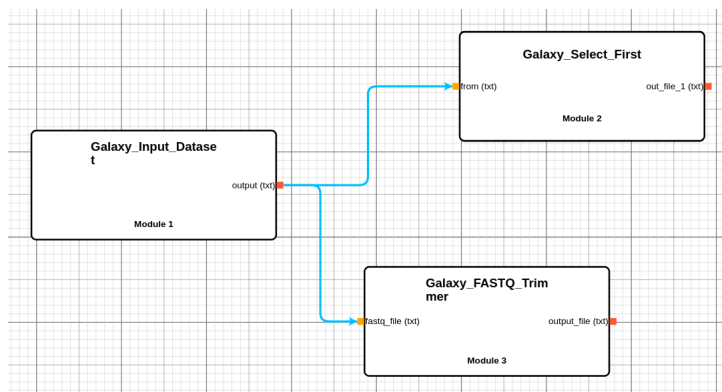 Galaxy_Select_First
from (txt)
out_file_1 (txt)
Module 2
Galaxy_Input_Datase
t
output (txt)
Module 1
Galaxy_FASTQ_Trim
mer
fastq_file (txt)
output_file (txt)
Module 3